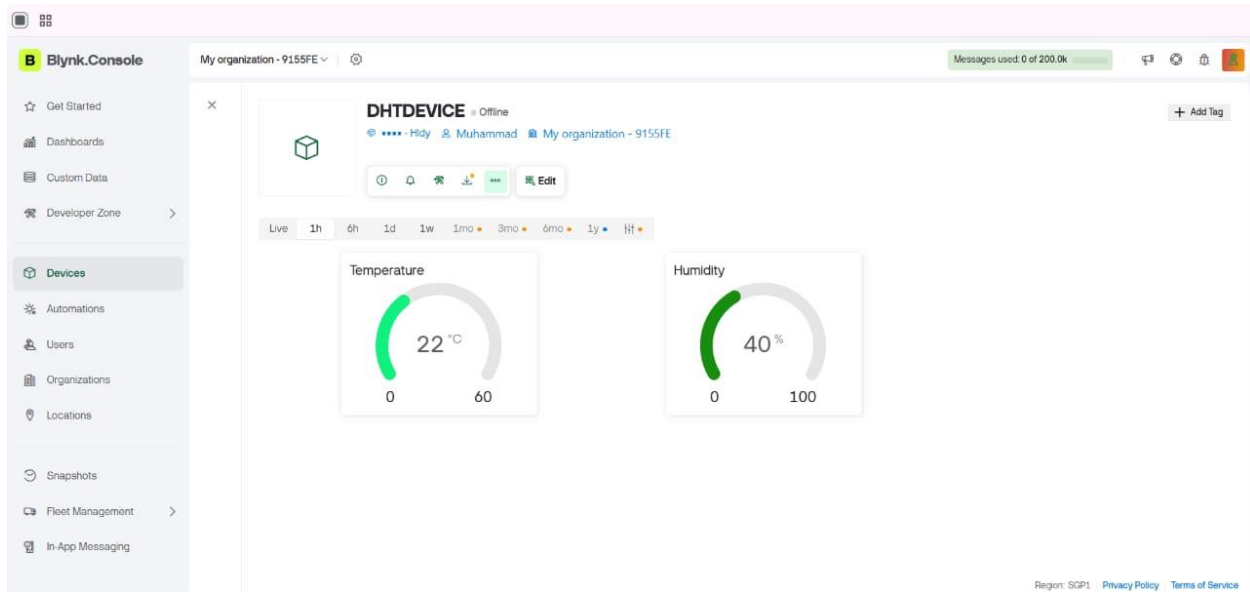 B Blynk.Console
My organization - 9155FE
Messages used: 0 of 200.0k
Get Started
Dashboards
Custom Data
Developer Zone
Devices
Automations
Users
Organizations
Locations
Snapshots
Fleet Management
In-App Messaging
DHTDEVICE Offline
•••• - Hldy Muhammad My organization - 9155FE
+ Add Tag
Edit
Live 1h 6h 1d 1w 1mo 3mo 6mo 1y
Temperature
22 °C
0 60
Humidity
40 %
0 100
Region: SGP1 Privacy Policy Terms of Service